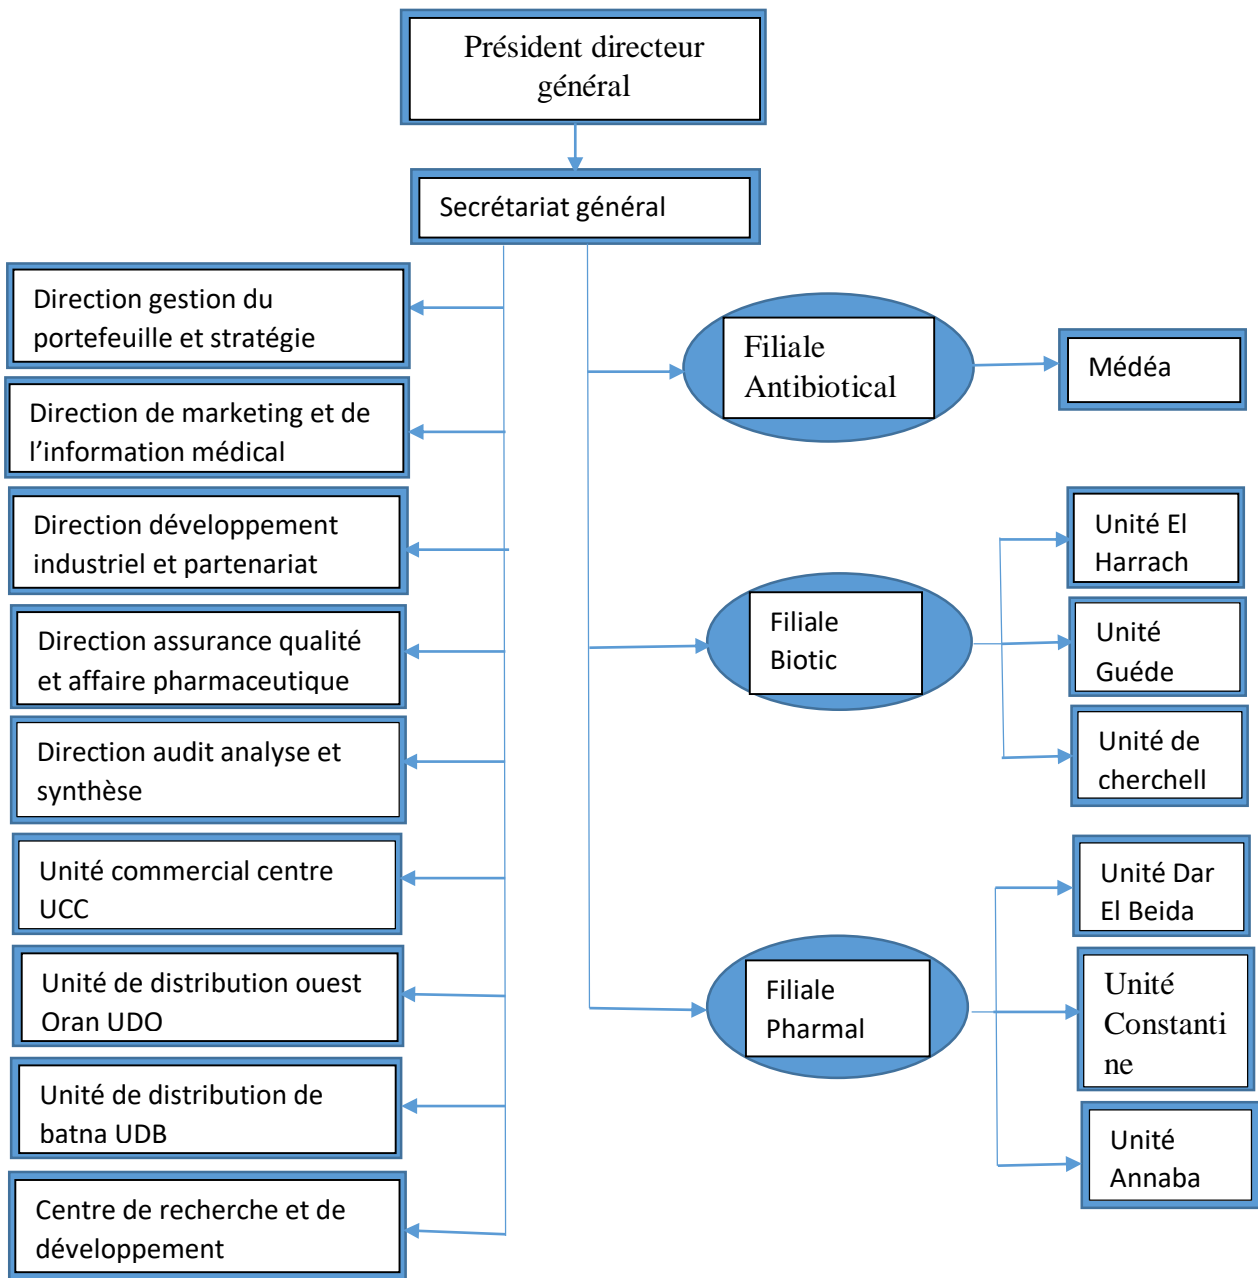 Président directeur
général
Secrétariat général
Direction gestion du
portefeuille et stratégie
Direction de marketing et de
l’information médical
Direction développement
industriel et partenariat
Direction assurance qualité
et affaire pharmaceutique
Direction audit analyse et
synthèse
Unité commercial centre
UCC
Unité de distribution ouest
Oran UDO
Unité de distribution de
batna UDB
Centre de recherche et de
développement
Filiale
Antibiotical
Médéa
Filiale
Biotic
Unité El
Harrach
Unité
Guéde
Unité de
cherchell
Filiale
Pharmal
Unité Dar
El Beida
Unité
Constanti
ne
Unité
Annaba